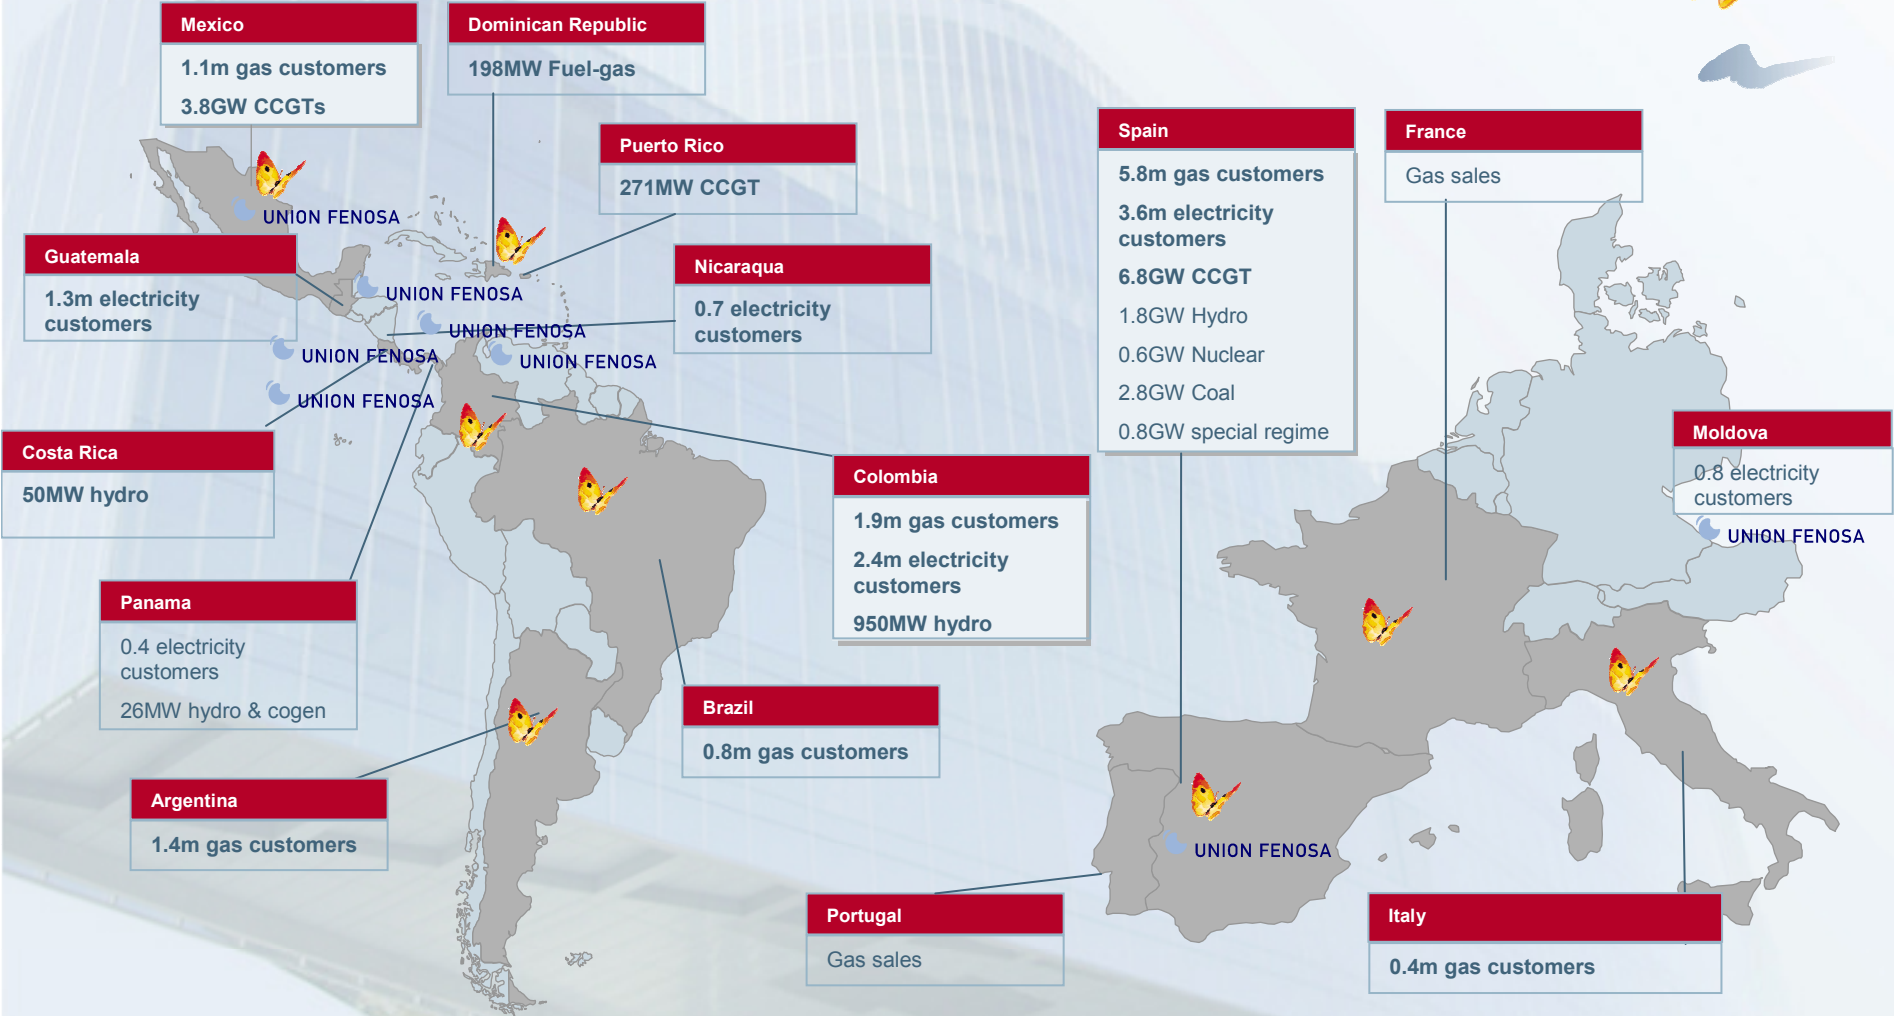 Mexico
1.1m gas customers
3.8GW CCGTs
Dominican Republic
198MW Fuel-gas
Puerto Rico
271MW CCGT
Spain
5.8m gas customers
3.6m electricity
customers
6.8GW CCGT
1.8GW Hydro
0.6GW Nuclear
2.8GW Coal
0.8GW special regime
France
Gas sales
UNION FENOSA
Guatemala
1.3m electricity
customers
UNION FENOSA
Nicaraqua
0.7 electricity
customers
UNION FENOSA
UNION FENOSA
UNION FENOSA
UNION FENOSA
Costa Rica
50MW hydro
Colombia
1.9m gas customers
2.4m electricity
customers
950MW hydro
Moldova
0.8 electricity
customers
UNION FENOSA
Panama
0.4 electricity
customers
26MW hydro & cogen
Brazil
0.8m gas customers
Argentina
1.4m gas customers
UNION FENOSA
Portugal
Gas sales
Italy
0.4m gas customers